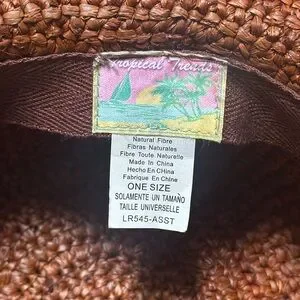 Tropical Trends
Natural Fibre
Fibras Naturales
Fibre Toute Naturelle
Made In China
Hecho En CHina
Fabrique En Chine
ONE SIZE
SOLAMENTE UN TAMAÑO
TAILLE UNIVERSELLE
LR545-ASST